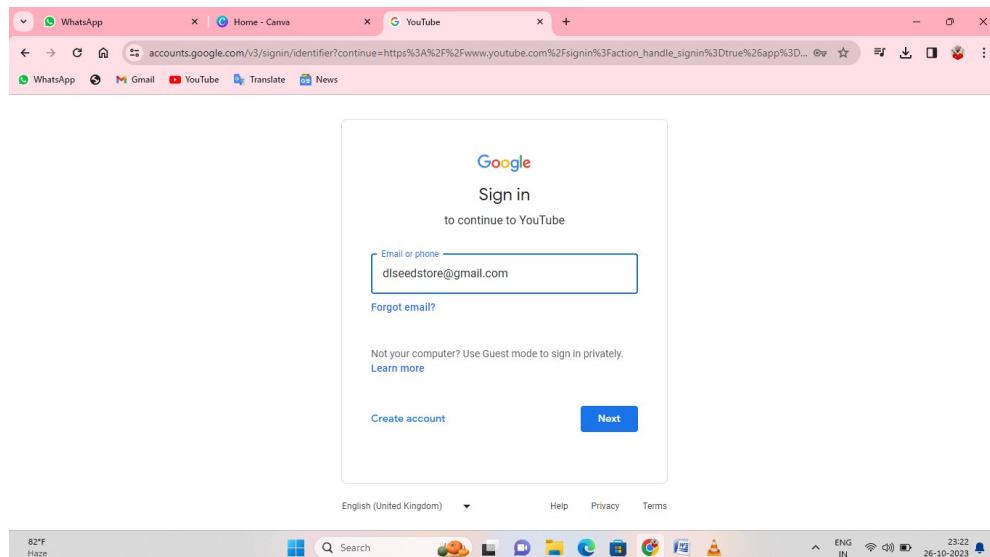 WhatsApp
Home - Canva
YouTube
accounts.google.com/v3/signin/identifier?continue=https%3A%2F%2Fwww.youtube.com%2Fsignin%3Faction_handle_signin%3Dtrue%26app%3D...
WhatsApp Gmail YouTube Translate News
Google
Sign in
to continue to YouTube
Email or phone
dlseedstore@gmail.com
Forgot email?
Not your computer? Use Guest mode to sign in privately.
Learn more
Create account Next
English (United Kingdom) Help Privacy Terms
82°F
Haze
Search
ENG
IN
23:22
26-10-2023